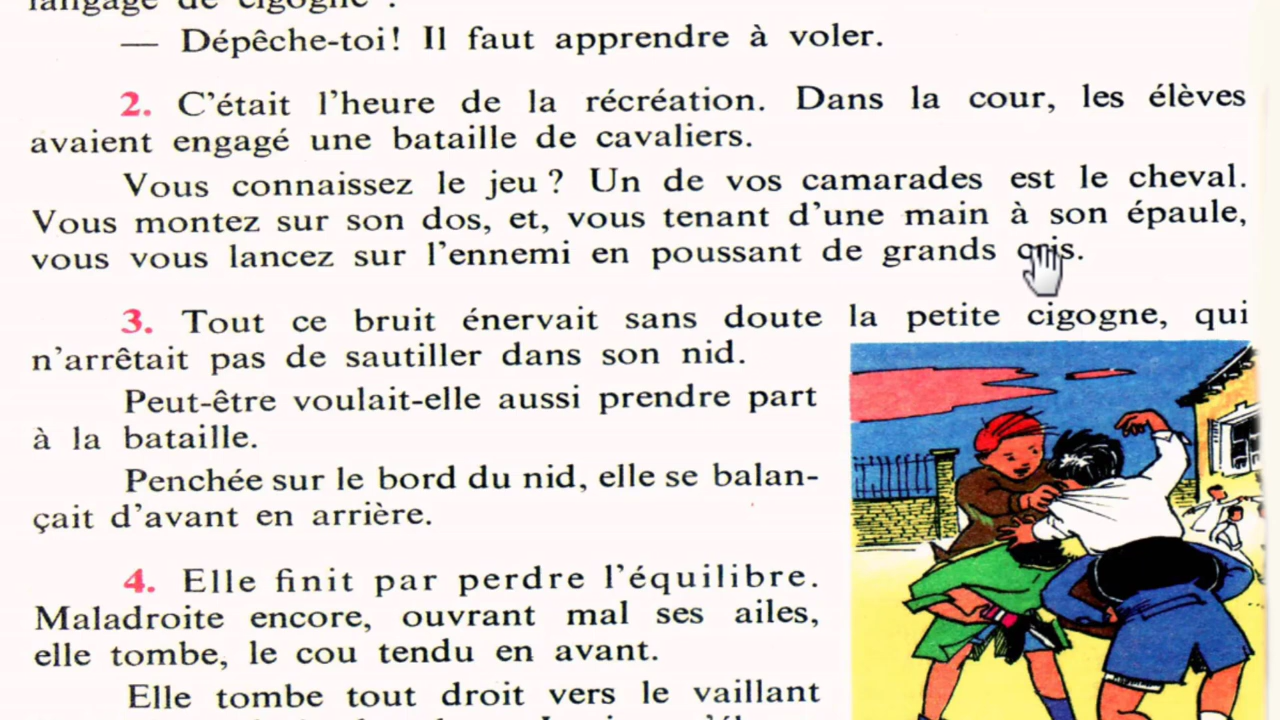 langage de cigogne
— Dépêche-toi! Il faut apprendre à voler.
2. C'était l'heure de la récréation. Dans la cour, les élèves
avaient engagé une bataille de cavaliers.
Vous connaissez le jeu? Un de vos camarades est le cheval.
Vous montez sur son dos, et, vous tenant d'une main à son épaule,
vous vous lancez sur l'ennemi en poussant de grands cris.
3. Tout ce bruit énervait sans doute la petite cigogne, qui
n'arrêtait pas de sautiller dans son nid.
Peut-être voulait-elle aussi prendre part
à la bataille.
Penchée sur le bord du nid, elle se balan-
çait d'avant en arrière.
4. Elle finit par perdre l'équilibre.
Maladroite encore, ouvrant mal ses ailes,
elle tombe, le cou tendu en avant.
Elle tombe tout droit vers le vaillant